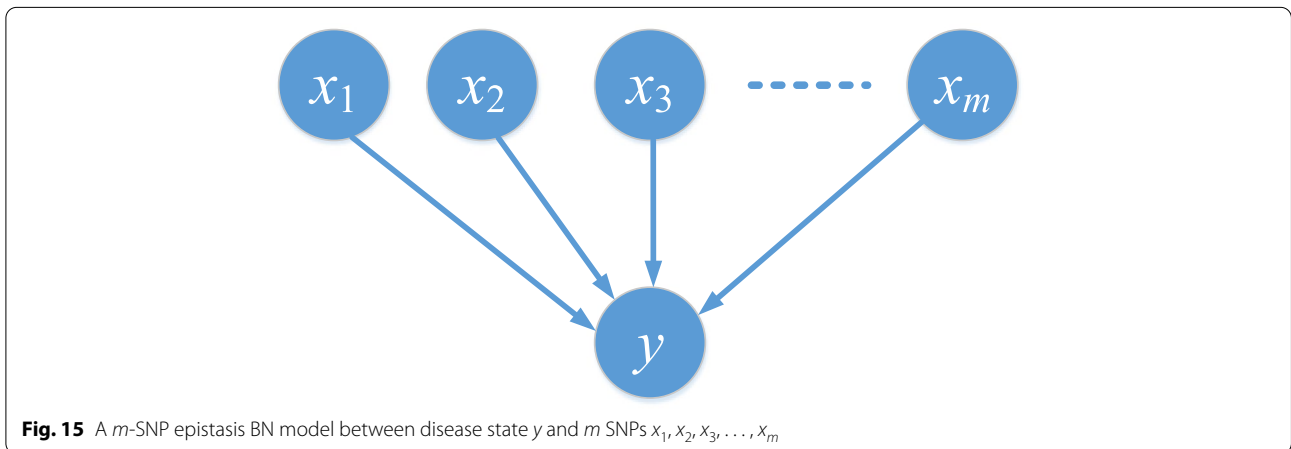 x₁ x₂ x₃ xₘ
y
Fig. 15 A m-SNP epistasis BN model between disease state y and m SNPs x₁, x₂, x₃, . . . , xₘ